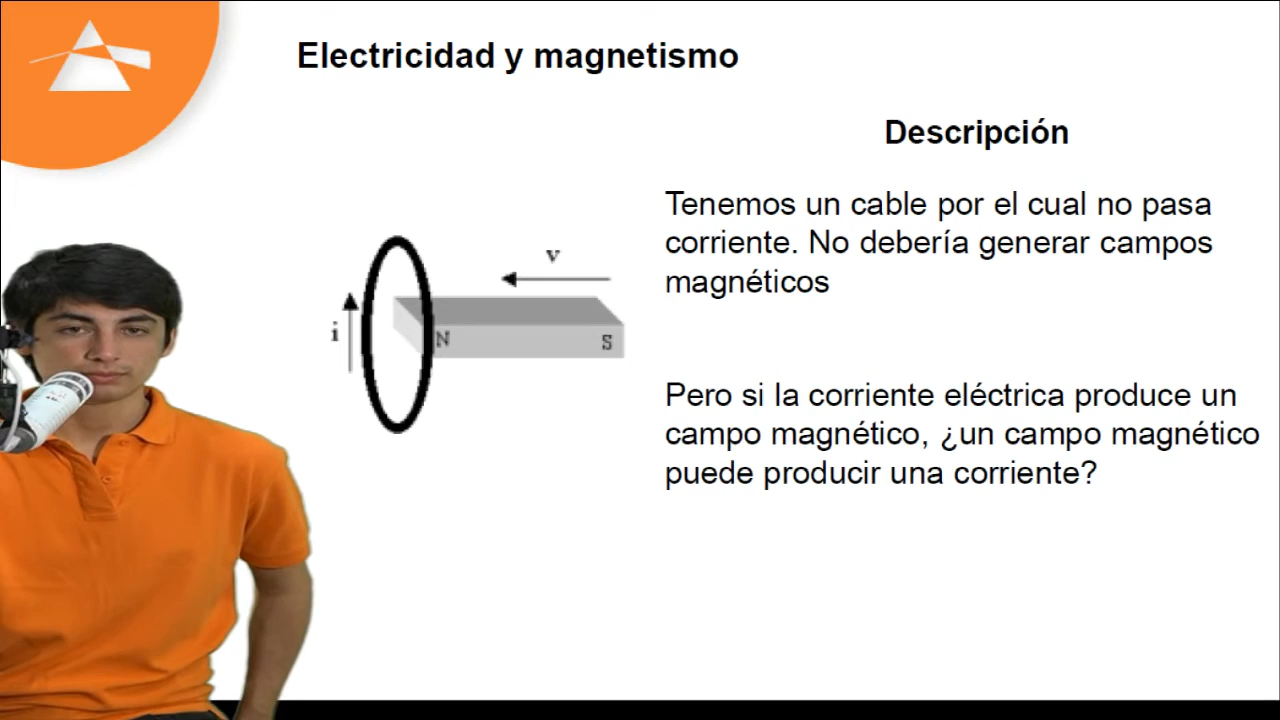 Electricidad y magnetismo
Descripción
Tenemos un cable por el cual no pasa
corriente. No debería generar campos
magnéticos
v
i
N
S
Pero si la corriente eléctrica produce un
campo magnético, ¿un campo magnético
puede producir una corriente?